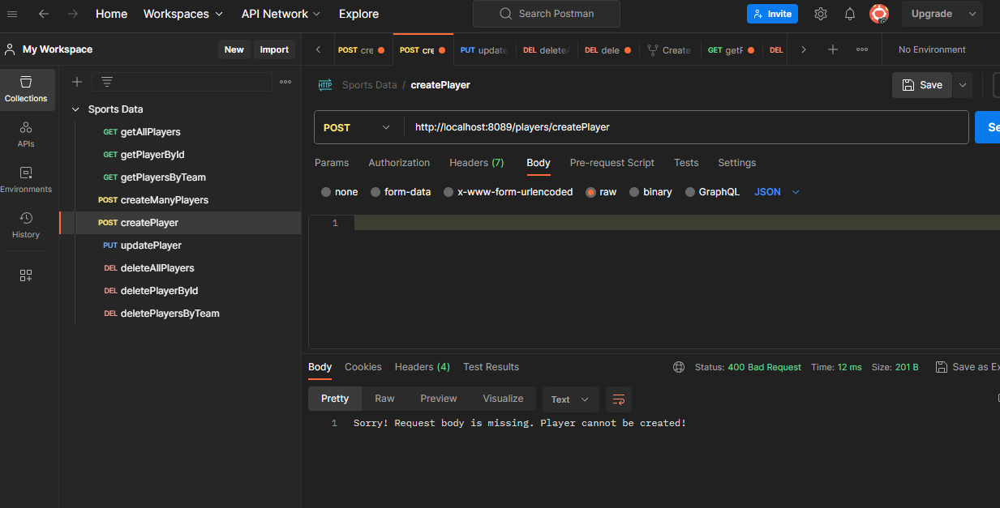 Home Workspaces API Network Explore Search Postman Invite Upgrade
My Workspace New Import POST cre POST cre PUT update DEL delete DEL dele Create GET get DEL No Environment
Collections
APIs
Environments
History
Sports Data
GET getAllPlayers
GET getPlayerById
GET getPlayersByTeam
POST createManyPlayers
POST createPlayer
PUT updatePlayer
DEL deleteAllPlayers
DEL deletePlayerById
DEL deletePlayersByTeam
HTTP Sports Data / createPlayer Save
POST http://localhost:8089/players/createPlayer Se
Params Authorization Headers (7) Body Pre-request Script Tests Settings
none form-data x-www-form-urlencoded raw binary GraphQL JSON
1
Body Cookies Headers (4) Test Results Status: 400 Bad Request Time: 12 ms Size: 201 B Save as Ex
Pretty Raw Preview Visualize Text
1 Sorry! Request body is missing. Player cannot be created!